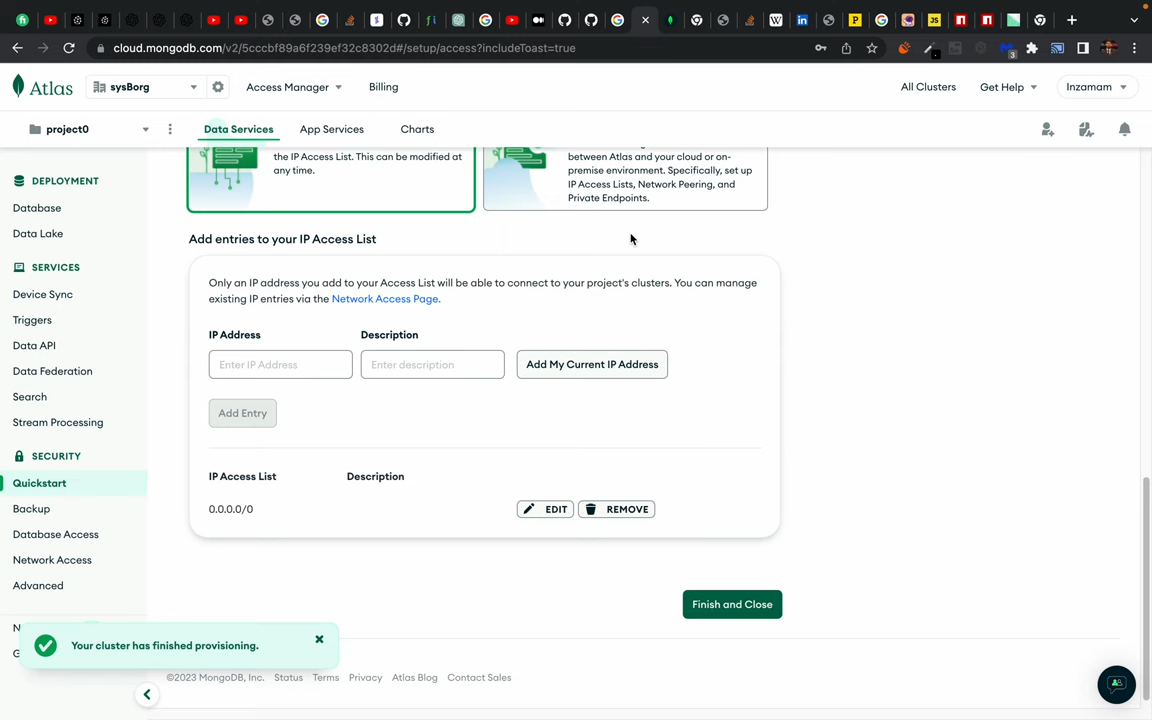 cloud.mongodb.com/v2/5cccbf89a6f239ef32c8302d#/setup/access?includeToast=true
3
Atlas
sysBorg
Access Manager
Billing
All Clusters
Get Help
Inzamam
project0
Data Services
App Services
Charts
DEPLOYMENT
Database
Data Lake
SERVICES
Device Sync
Triggers
Data API
Data Federation
Search
Stream Processing
SECURITY
Quickstart
Backup
Database Access
Network Access
Advanced
the IP Access List. This can be modified at
any time.
between Atlas and your cloud or on-
premise environment. Specifically, set up
IP Access Lists, Network Peering, and
Private Endpoints.
Add entries to your IP Access List
Only an IP address you add to your Access List will be able to connect to your project's clusters. You can manage
existing IP entries via the Network Access Page.
IP Address
Description
Enter IP Address
Enter description
Add My Current IP Address
Add Entry
IP Access List
Description
0.0.0.0/0
EDIT
REMOVE
Finish and Close
Your cluster has finished provisioning.
©2023 MongoDB, Inc.
Status
Terms
Privacy
Atlas Blog
Contact Sales